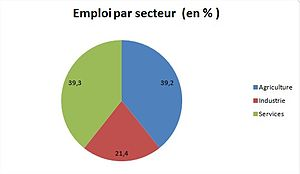 Emploi par secteur (en % )
39,3
39,2
21,4
Agriculture
Industrie
Services